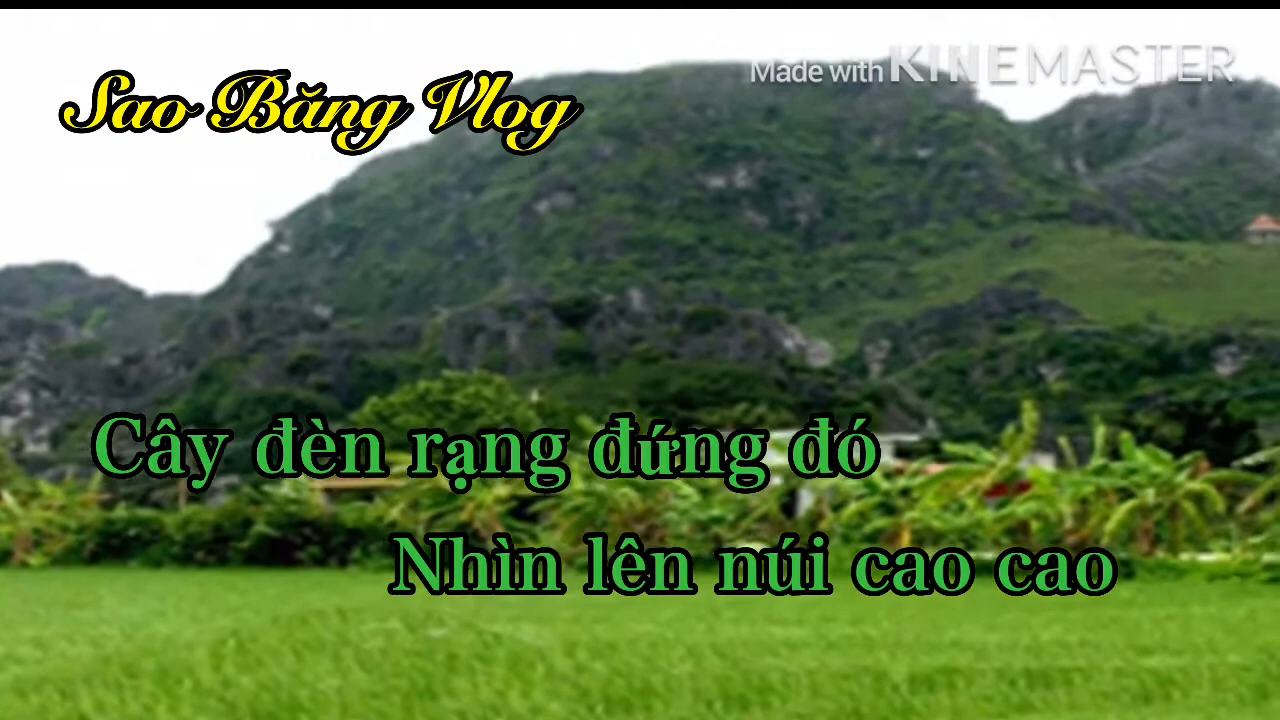 Made with KINEMASTER
Sao Băng Vlog
Cây đèn rạng đứng đó
Nhìn lên núi cao cao